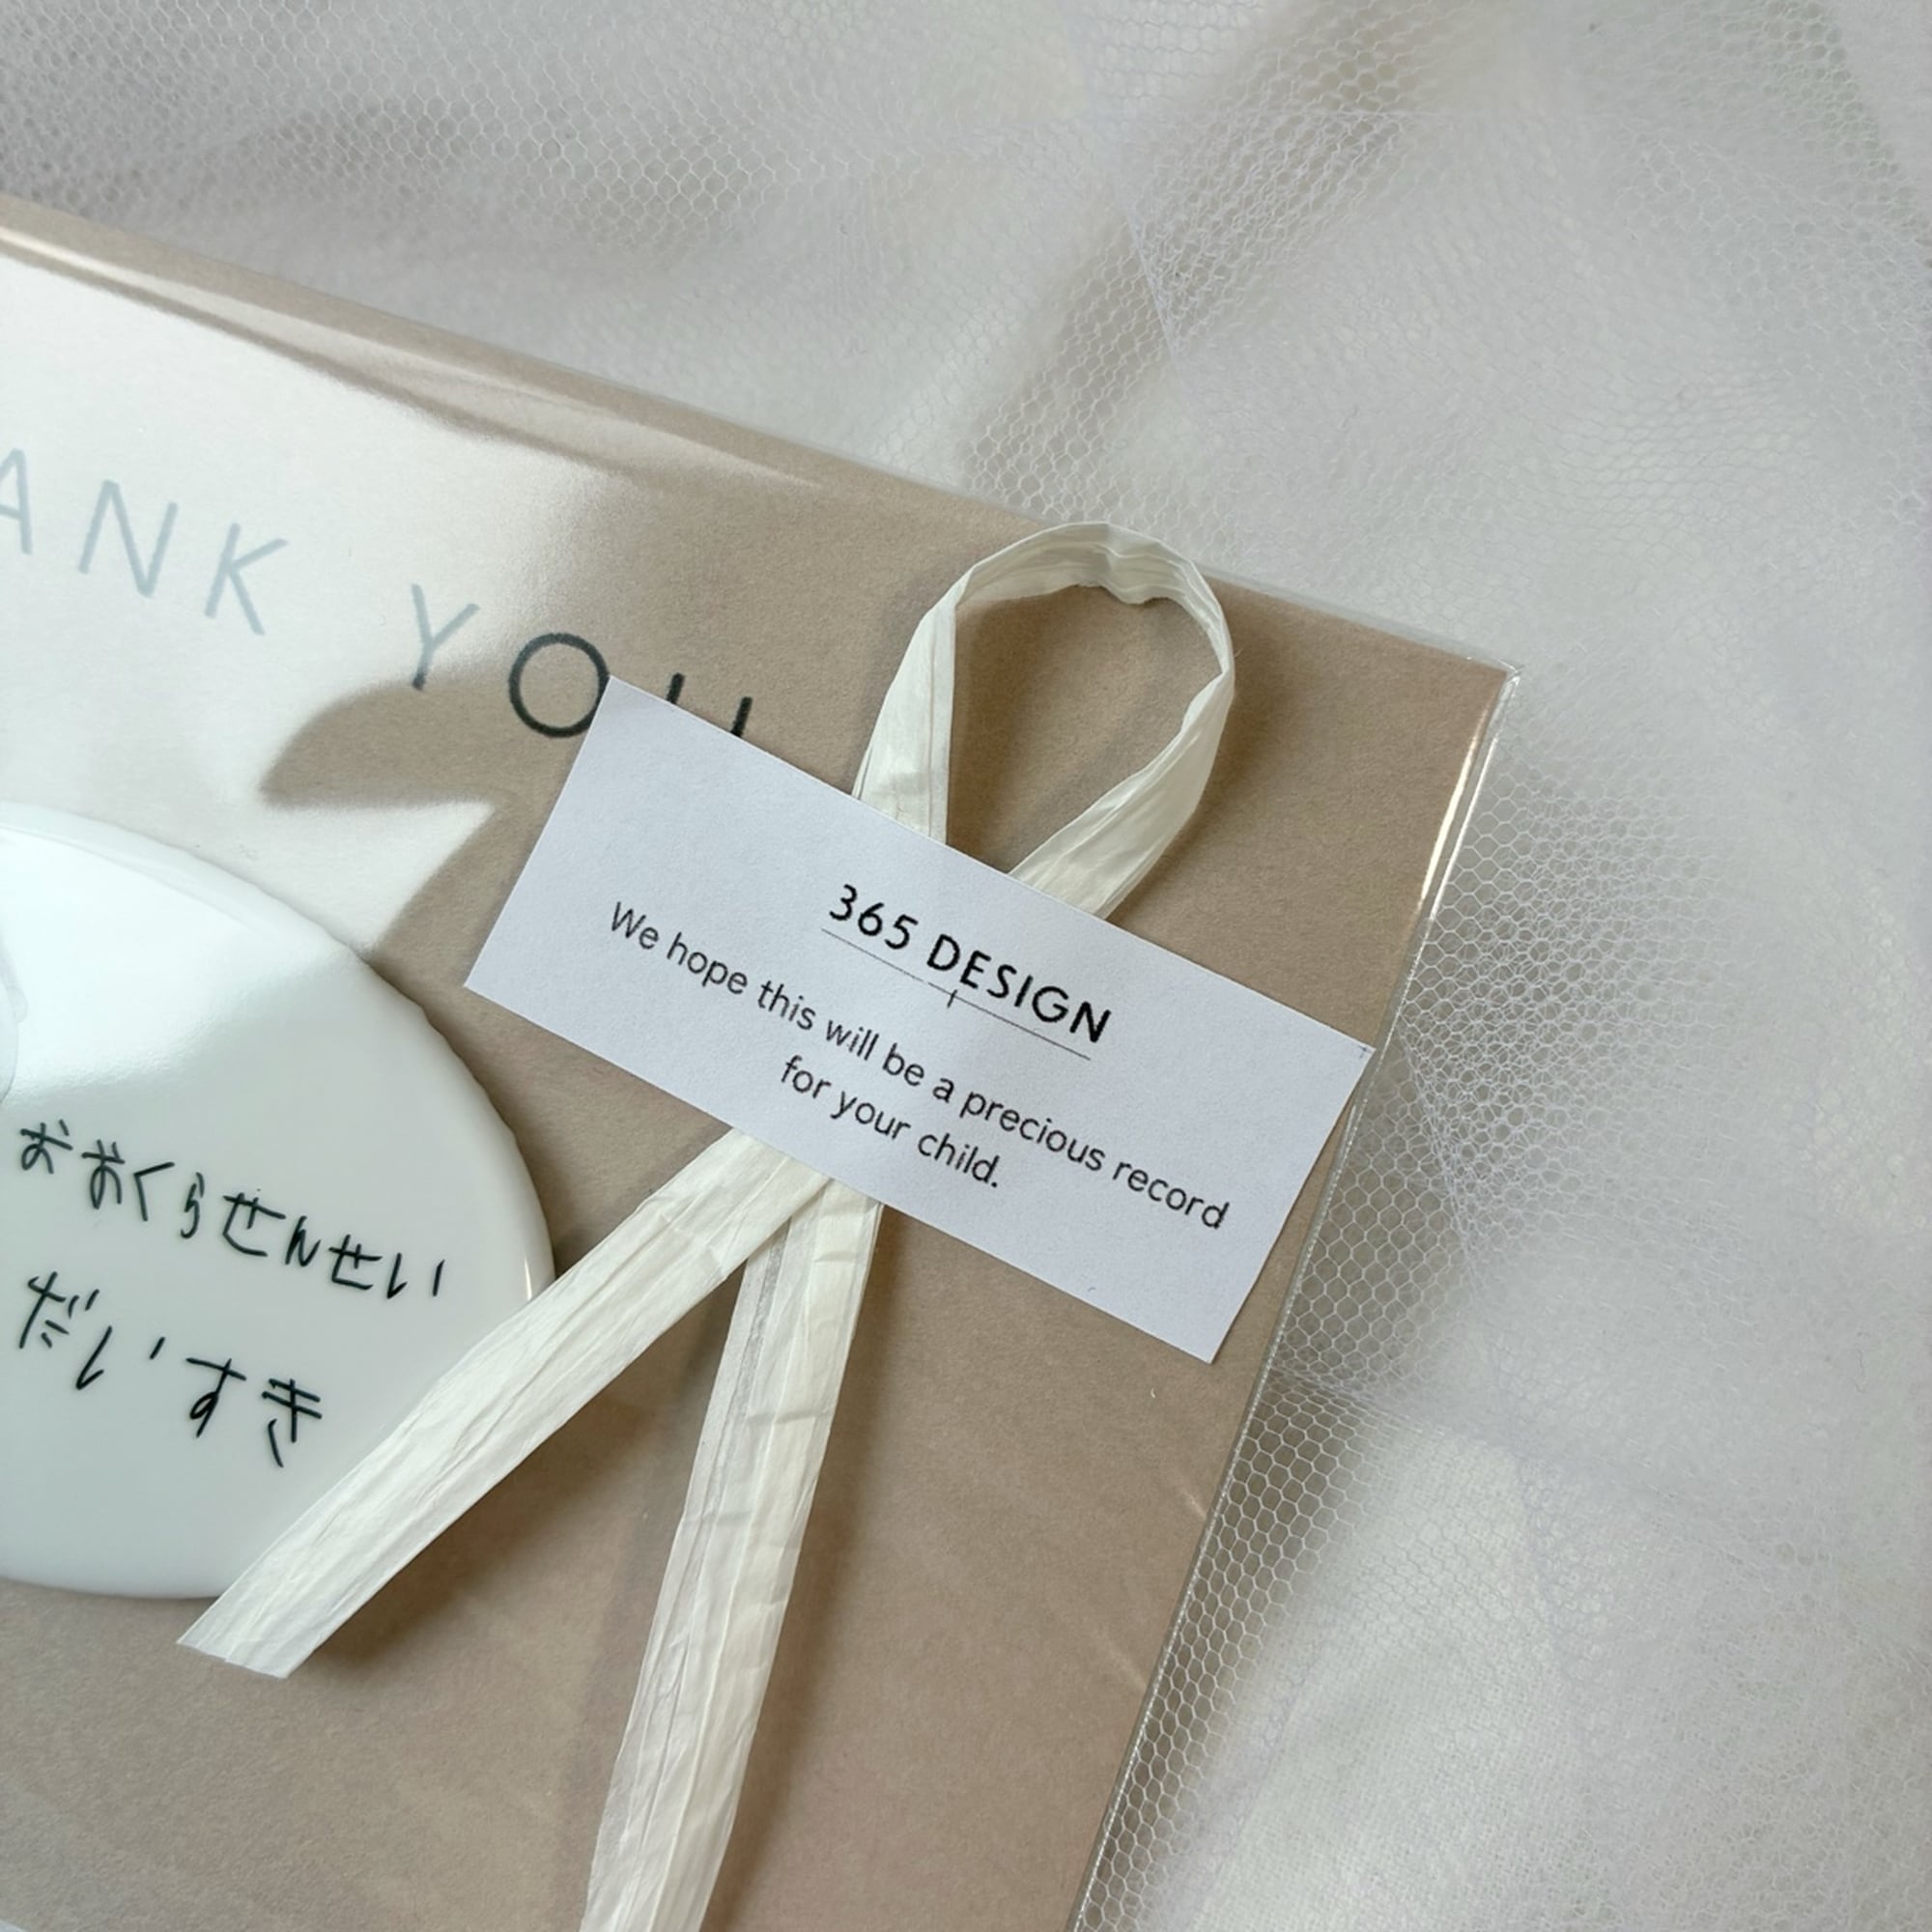 ANK YOU
365 DESIGN
We hope this will be a precious record
for your child.
おおくらせんせい
だいすき